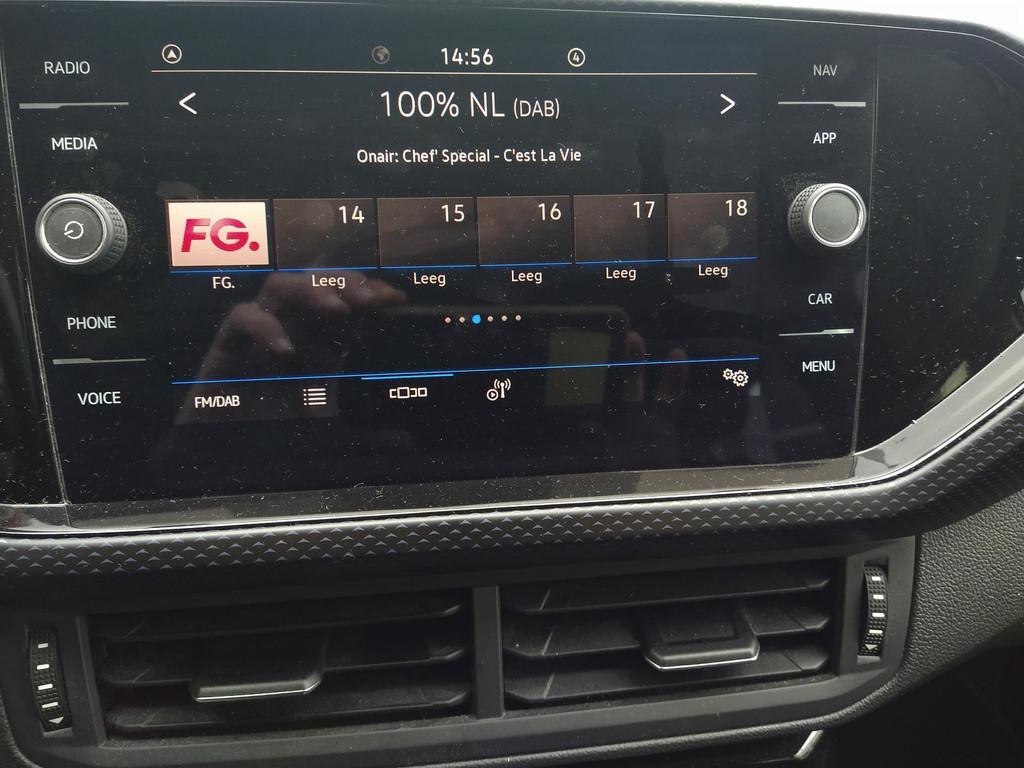 14:56
4
RADIO
MEDIA
PHONE
VOICE
100% NL (DAB)
Onair: Chef' Special - C'est La Vie
FG. 14 15 16 17 18
FG. Leeg Leeg Leeg Leeg Leeg
FM/DAB
NAV
APP
CAR
MENU